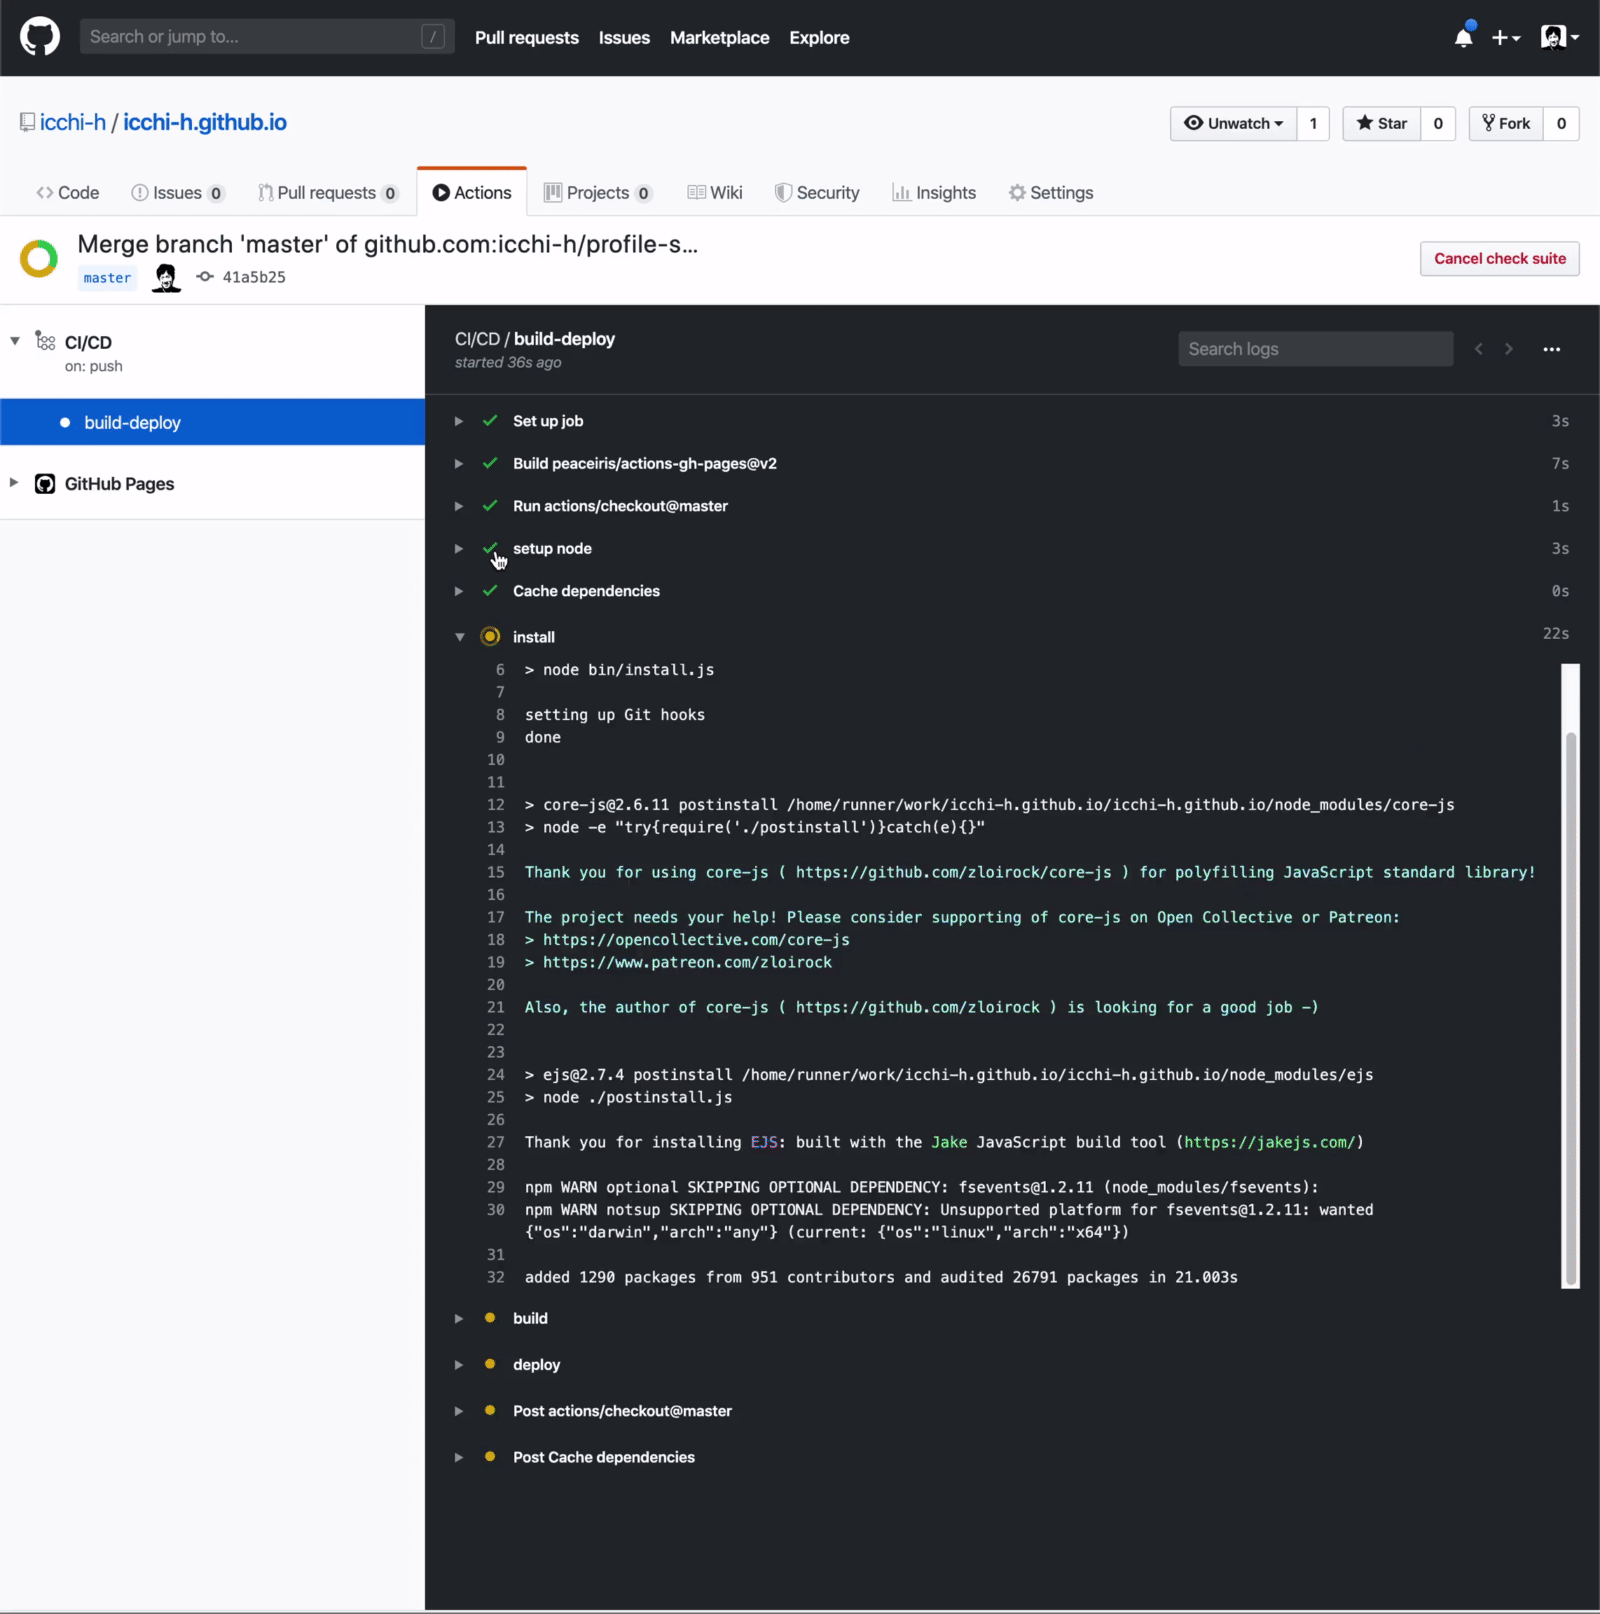 Search or jump to...
/
Pull requests Issues Marketplace Explore
icchi-h / icchi-h.github.io
Unwatch 1 Star 0 Fork 0
Code Issues 0 Pull requests 0 Actions Projects 0 Wiki Security Insights Settings
Merge branch 'master' of github.com:icchi-h/profile-s...
master 41a5b25
Cancel check suite
CI/CD
on: push
build-deploy
GitHub Pages
CI/CD / build-deploy
started 36s ago
Search logs
Set up job 3s
Build peaceiris/actions-gh-pages@v2 7s
Run actions/checkout@master 1s
setup node 3s
Cache dependencies 0s
install 22s
6 > node bin/install.js
7
8 setting up Git hooks
9 done
10
11
12 > core-js@2.6.11 postinstall /home/runner/work/icchi-h.github.io/icchi-h.github.io/node_modules/core-js
13 > node -e "try{require('./postinstall')}catch(e){}"
14
15 Thank you for using core-js ( https://github.com/zloirock/core-js ) for polyfilling JavaScript standard library!
16
17 The project needs your help! Please consider supporting of core-js on Open Collective or Patreon:
18 > https://opencollective.com/core-js
19 > https://www.patreon.com/zloirock
20
21 Also, the author of core-js ( https://github.com/zloirock ) is looking for a good job -)
22
23
24 > ejs@2.7.4 postinstall /home/runner/work/icchi-h.github.io/icchi-h.github.io/node_modules/ejs
25 > node ./postinstall.js
26
27 Thank you for installing EJS: built with the Jake JavaScript build tool (https://jakejs.com/)
28
29 npm WARN optional SKIPPING OPTIONAL DEPENDENCY: fsevents@1.2.11 (node_modules/fsevents):
30 npm WARN notsup SKIPPING OPTIONAL DEPENDENCY: Unsupported platform for fsevents@1.2.11: wanted
{"os":"darwin","arch":"any"} (current: {"os":"linux","arch":"x64"})
31
32 added 1290 packages from 951 contributors and audited 26791 packages in 21.003s
build
deploy
Post actions/checkout@master
Post Cache dependencies